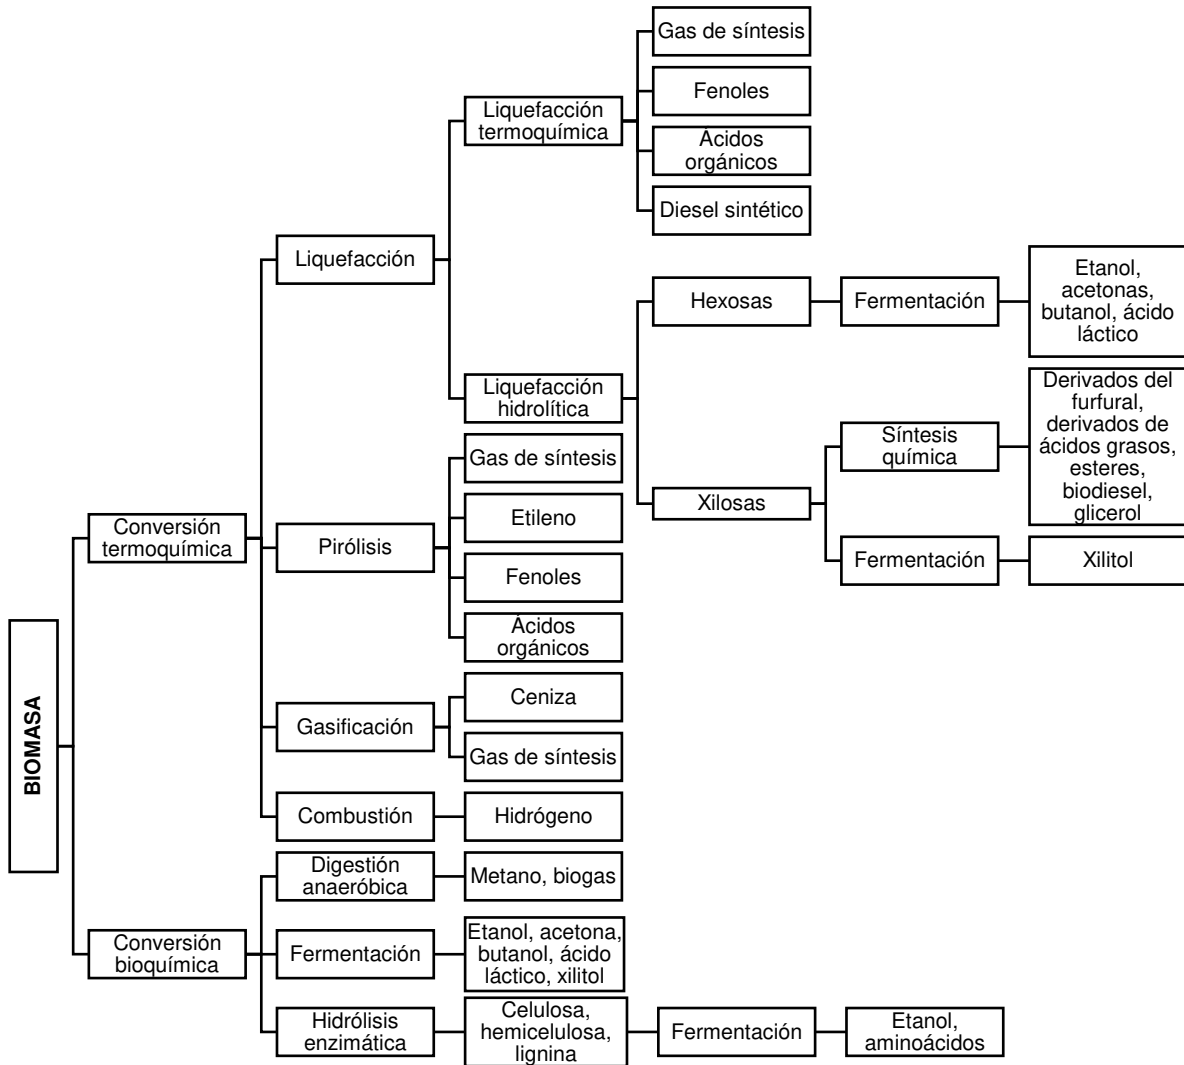 BIOMASA
Conversión
termoquímica
Liquefacción
Liquefacción
termoquímica
Gas de síntesis
Fenoles
Ácidos
orgánicos
Diesel sintético
Liquefacción
hidrolítica
Hexosas
Fermentación
Etanol,
acetonas,
butanol, ácido
láctico
Xilosas
Síntesis
química
Derivados del
furfural,
derivados de
ácidos grasos,
esteres,
biodiesel,
glicerol
Fermentación
Xilitol
Pirólisis
Gas de síntesis
Etileno
Fenoles
Ácidos
orgánicos
Gasificación
Ceniza
Gas de síntesis
Combustión
Hidrógeno
Conversión
bioquímica
Digestión
anaeróbica
Metano, biogas
Fermentación
Etanol, acetona,
butanol, ácido
láctico, xilitol
Hidrólisis
enzimática
Celulosa,
hemicelulosa,
lignina
Fermentación
Etanol,
aminoácidos